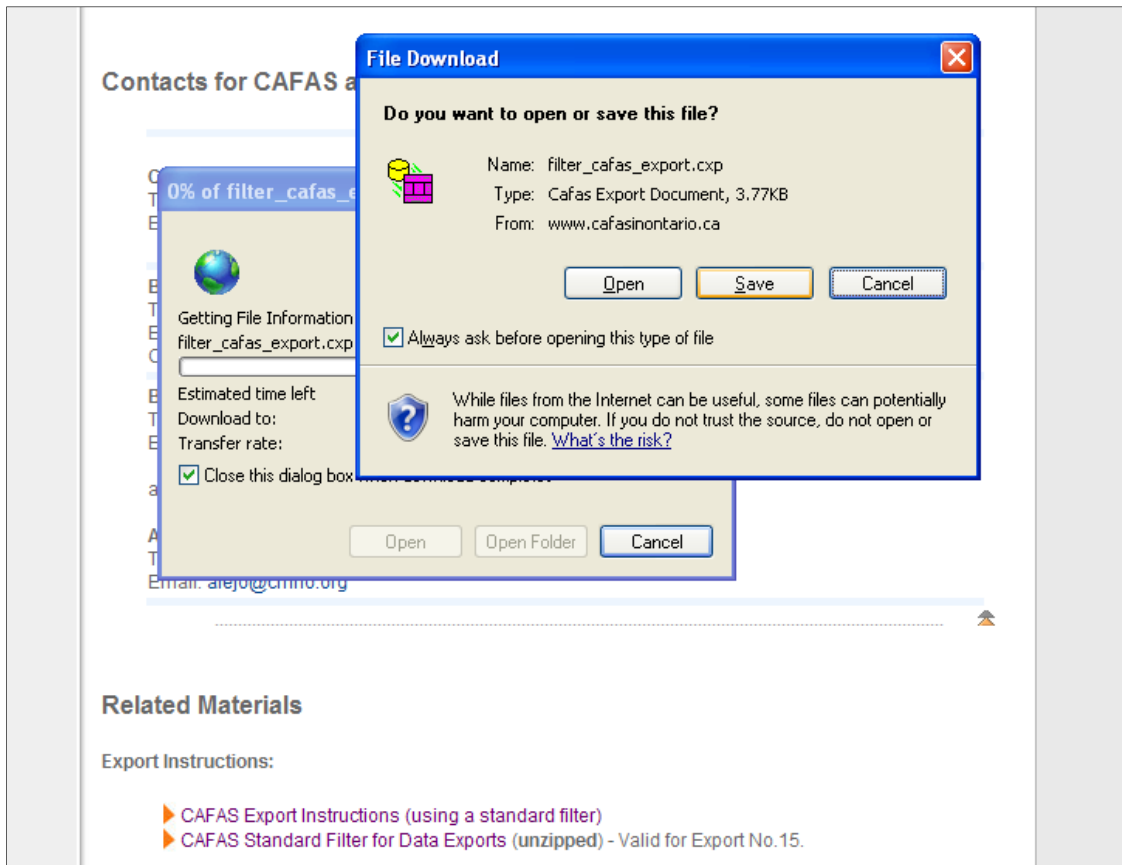 Contacts for CAFAS a
File Download
Do you want to open or save this file?
Name: filter_cafas_export.cxp
Type: Cafas Export Document, 3.77KB
From: www.cafasinontario.ca
Open Save Cancel
Always ask before opening this type of file
While files from the Internet can be useful, some files can potentially
harm your computer. If you do not trust the source, do not open or
save this file. What's the risk?
0% of filter_cafas_e
Getting File Information
filter_cafas_export.cxp
Estimated time left
Download to:
Transfer rate:
Close this dialog box when download complet
Open Open Folder Cancel
Email: alejo@cmho.org
Related Materials
Export Instructions:
CAFAS Export Instructions (using a standard filter)
CAFAS Standard Filter for Data Exports (unzipped) - Valid for Export No.15.